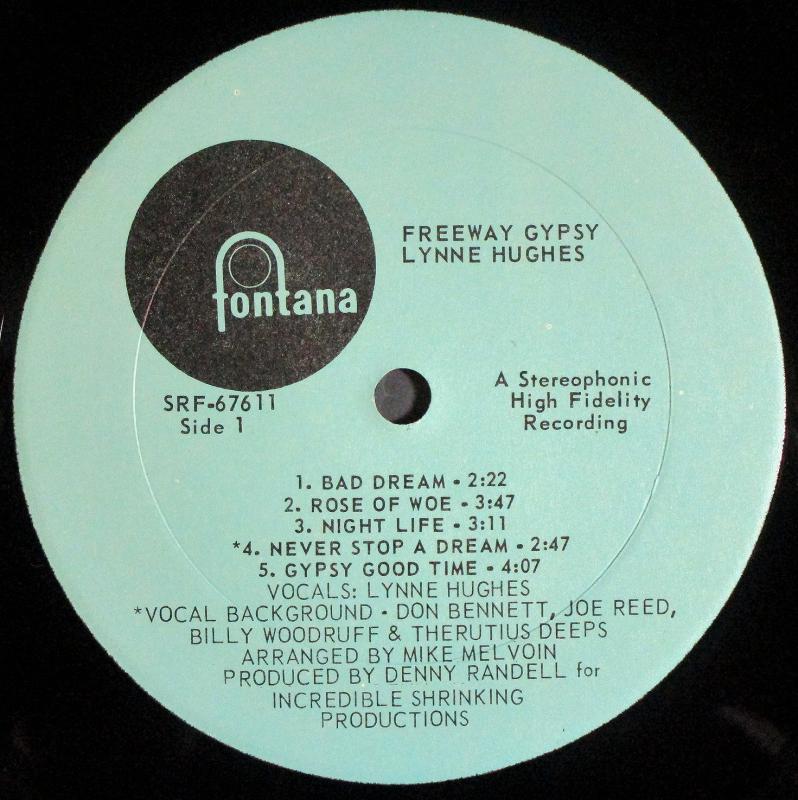 fontana
FREEWAY GYPSY
LYNNE HUGHES
SRF-67611
Side 1
A Stereophonic
High Fidelity
Recording
1. BAD DREAM - 2:22
2. ROSE OF WOE - 3:47
3. NIGHT LIFE - 3:11
*4. NEVER STOP A DREAM - 2:47
5. GYPSY GOOD TIME - 4:07
VOCALS: LYNNE HUGHES
*VOCAL BACKGROUND - DON BENNETT, JOE REED,
BILLY WOODRUFF & THERUTIUS DEEPS
ARRANGED BY MIKE MELVOIN
PRODUCED BY DENNY RANDELL for
INCREDIBLE SHRINKING
PRODUCTIONS